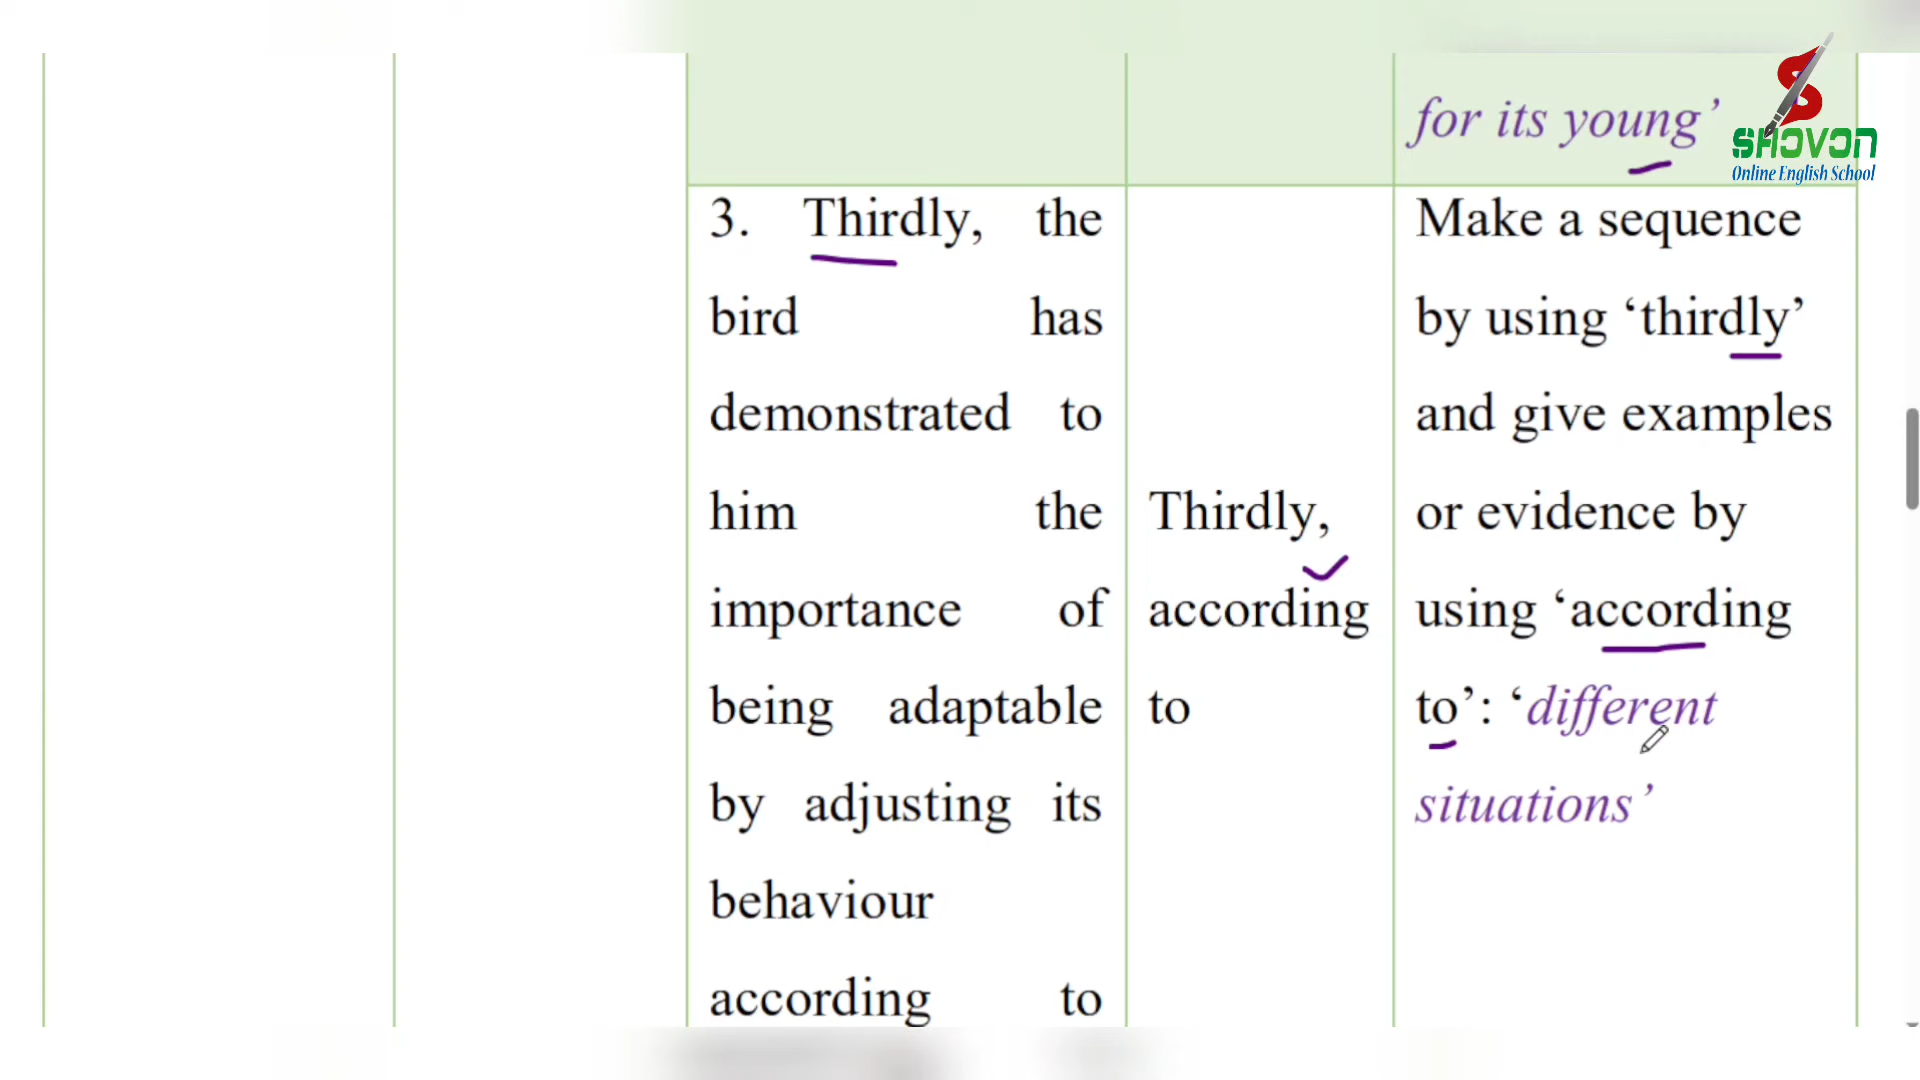 for its young’
SHOVON
Online English School
3. Thirdly, the
bird has
demonstrated to
him the
importance of
being adaptable
by adjusting its
behaviour
according to
Thirdly,
according
to
Make a sequence
by using ‘thirdly’
and give examples
or evidence by
using ‘according
to’: ‘different
situations’